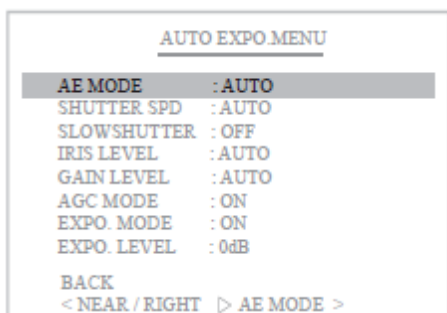 AUTO EXPO.MENU
AE MODE : AUTO
SHUTTER SPD : AUTO
SLOWSHUTTER : OFF
IRIS LEVEL : AUTO
GAIN LEVEL : AUTO
AGC MODE : ON
EXPO. MODE : ON
EXPO. LEVEL : 0dB
BACK
< NEAR / RIGHT ▷ AE MODE >